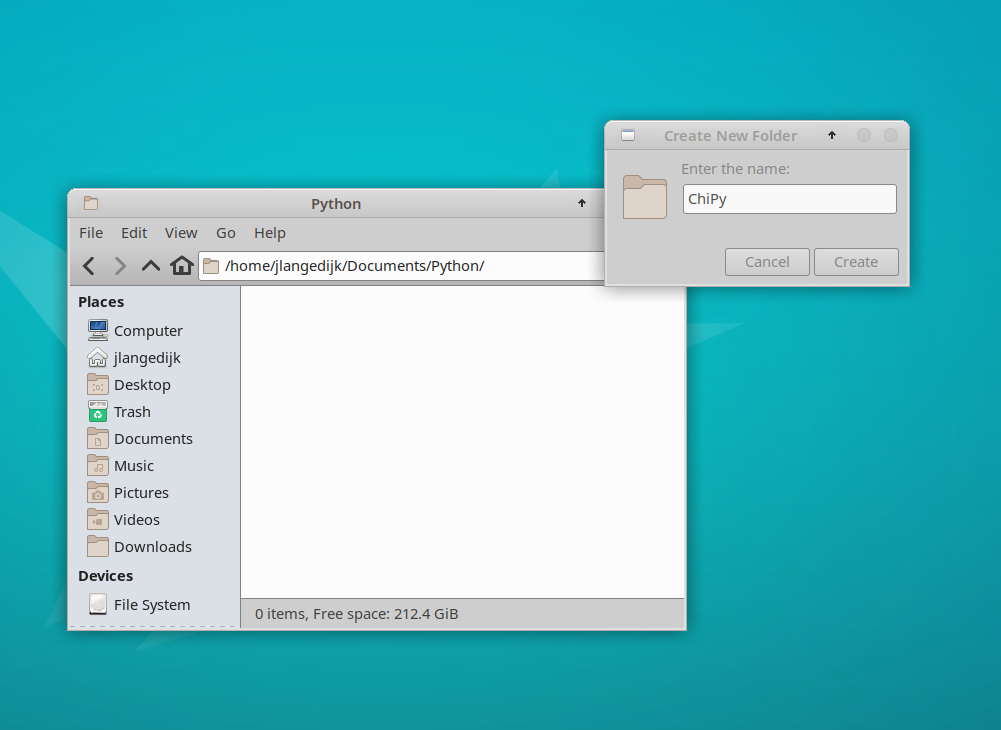 Create New Folder
Enter the name:
ChiPy
Cancel Create
Python
File Edit View Go Help
/home/jlangedijk/Documents/Python/
Places
Computer
jlangedijk
Desktop
Trash
Documents
Music
Pictures
Videos
Downloads
Devices
File System
0 items, Free space: 212.4 GiB